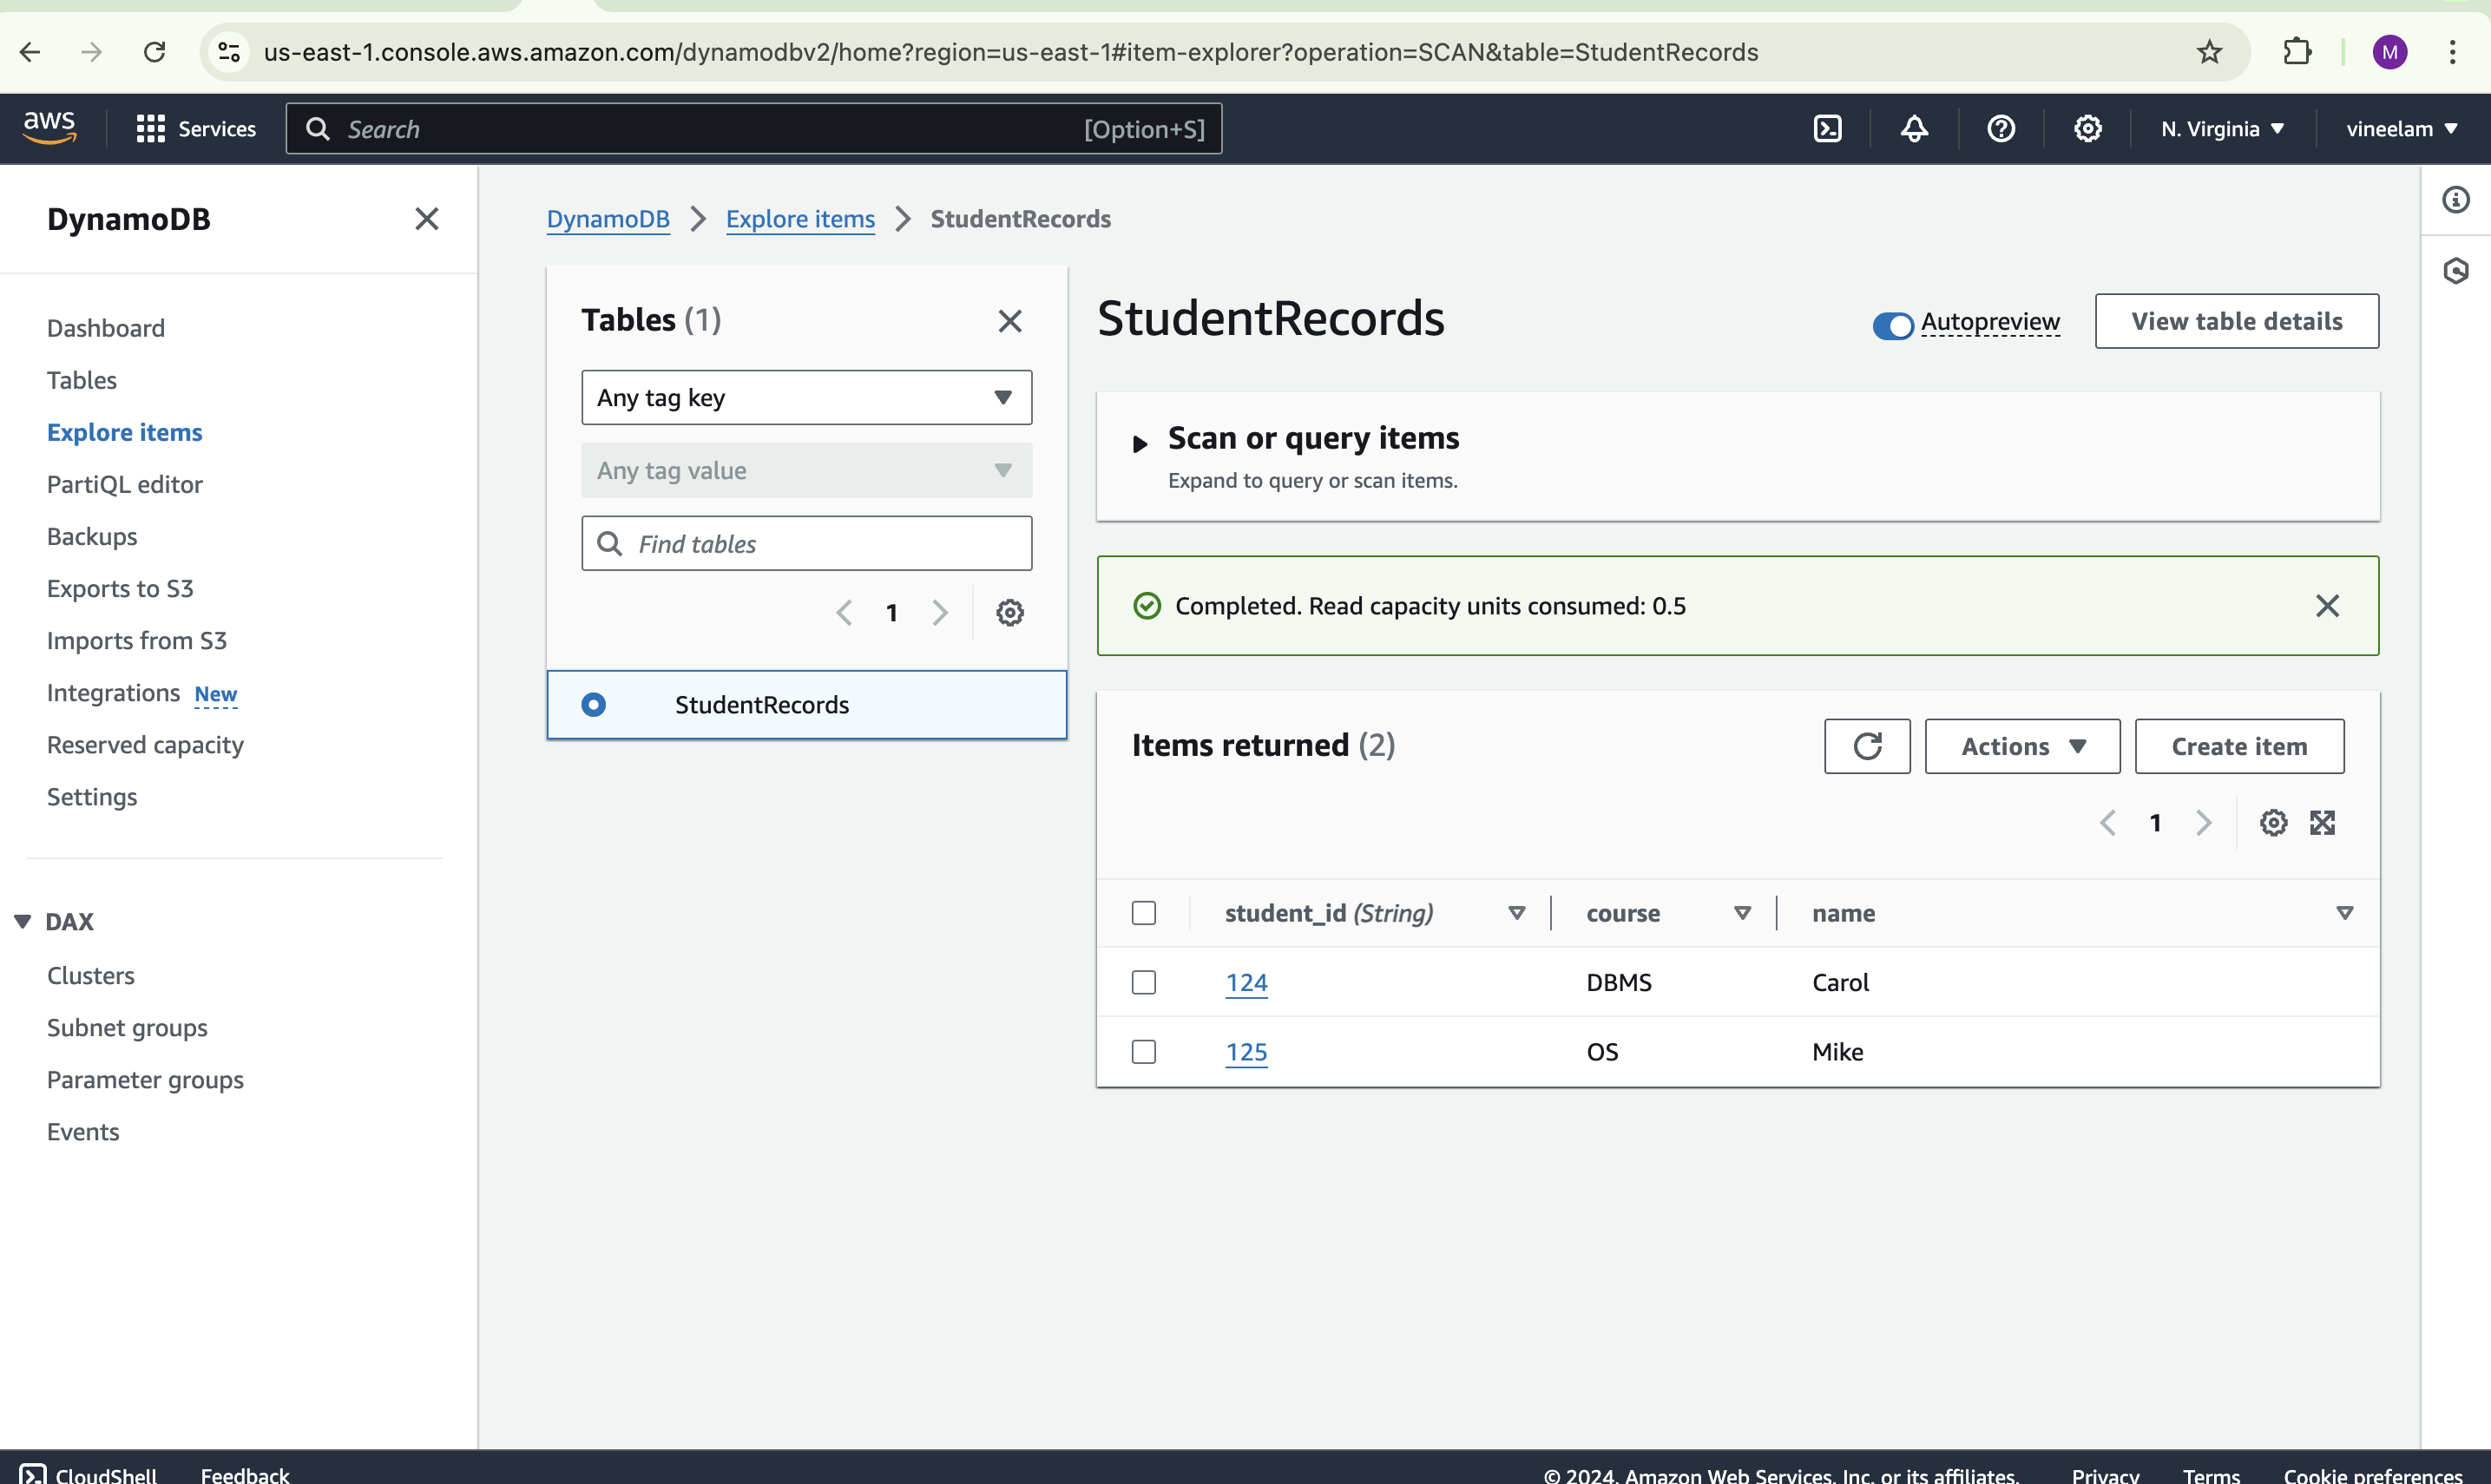 us-east-1.console.aws.amazon.com/dynamodbv2/home?region=us-east-1#item-explorer?operation=SCAN&table=StudentRecords
M
aws
Services
Search
[Option+S]
N. Virginia
vineelam
DynamoDB
Dashboard
Tables
Explore items
PartiQL editor
Backups
Exports to S3
Imports from S3
Integrations New
Reserved capacity
Settings
DAX
Clusters
Subnet groups
Parameter groups
Events
DynamoDB > Explore items > StudentRecords
Tables (1)
Any tag key
Any tag value
Find tables
1
StudentRecords
StudentRecords
Autopreview
View table details
Scan or query items
Expand to query or scan items.
Completed. Read capacity units consumed: 0.5
Items returned (2)
Actions
Create item
1
student_id (String) course name
124 DBMS Carol
125 OS Mike
CloudShell Feedback
© 2024, Amazon Web Services, Inc. or its affiliates. Privacy Terms Cookie preferences